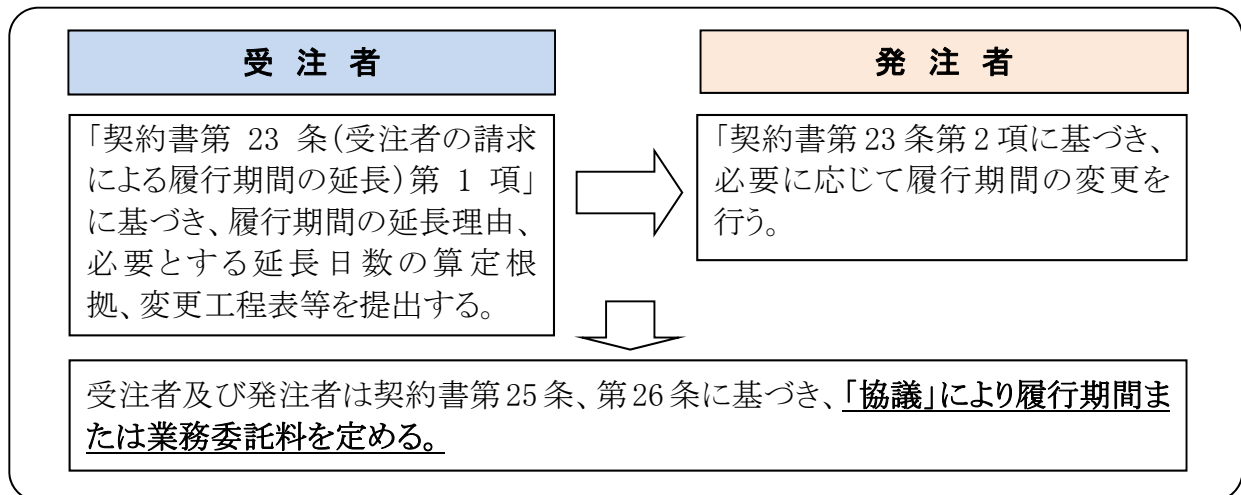 受 注 者
「契約書第 23 条(受注者の請求
による履行期間の延長)第 1 項」
に基づき、履行期間の延長理由、
必要とする延長日数の算定根
拠、変更工程表等を提出する。
発 注 者
「契約書第23条第2項に基づき、
必要に応じて履行期間の変更を
行う。
受注者及び発注者は契約書第25条、第26条に基づき、「協議」により履行期間ま
たは業務委託料を定める。